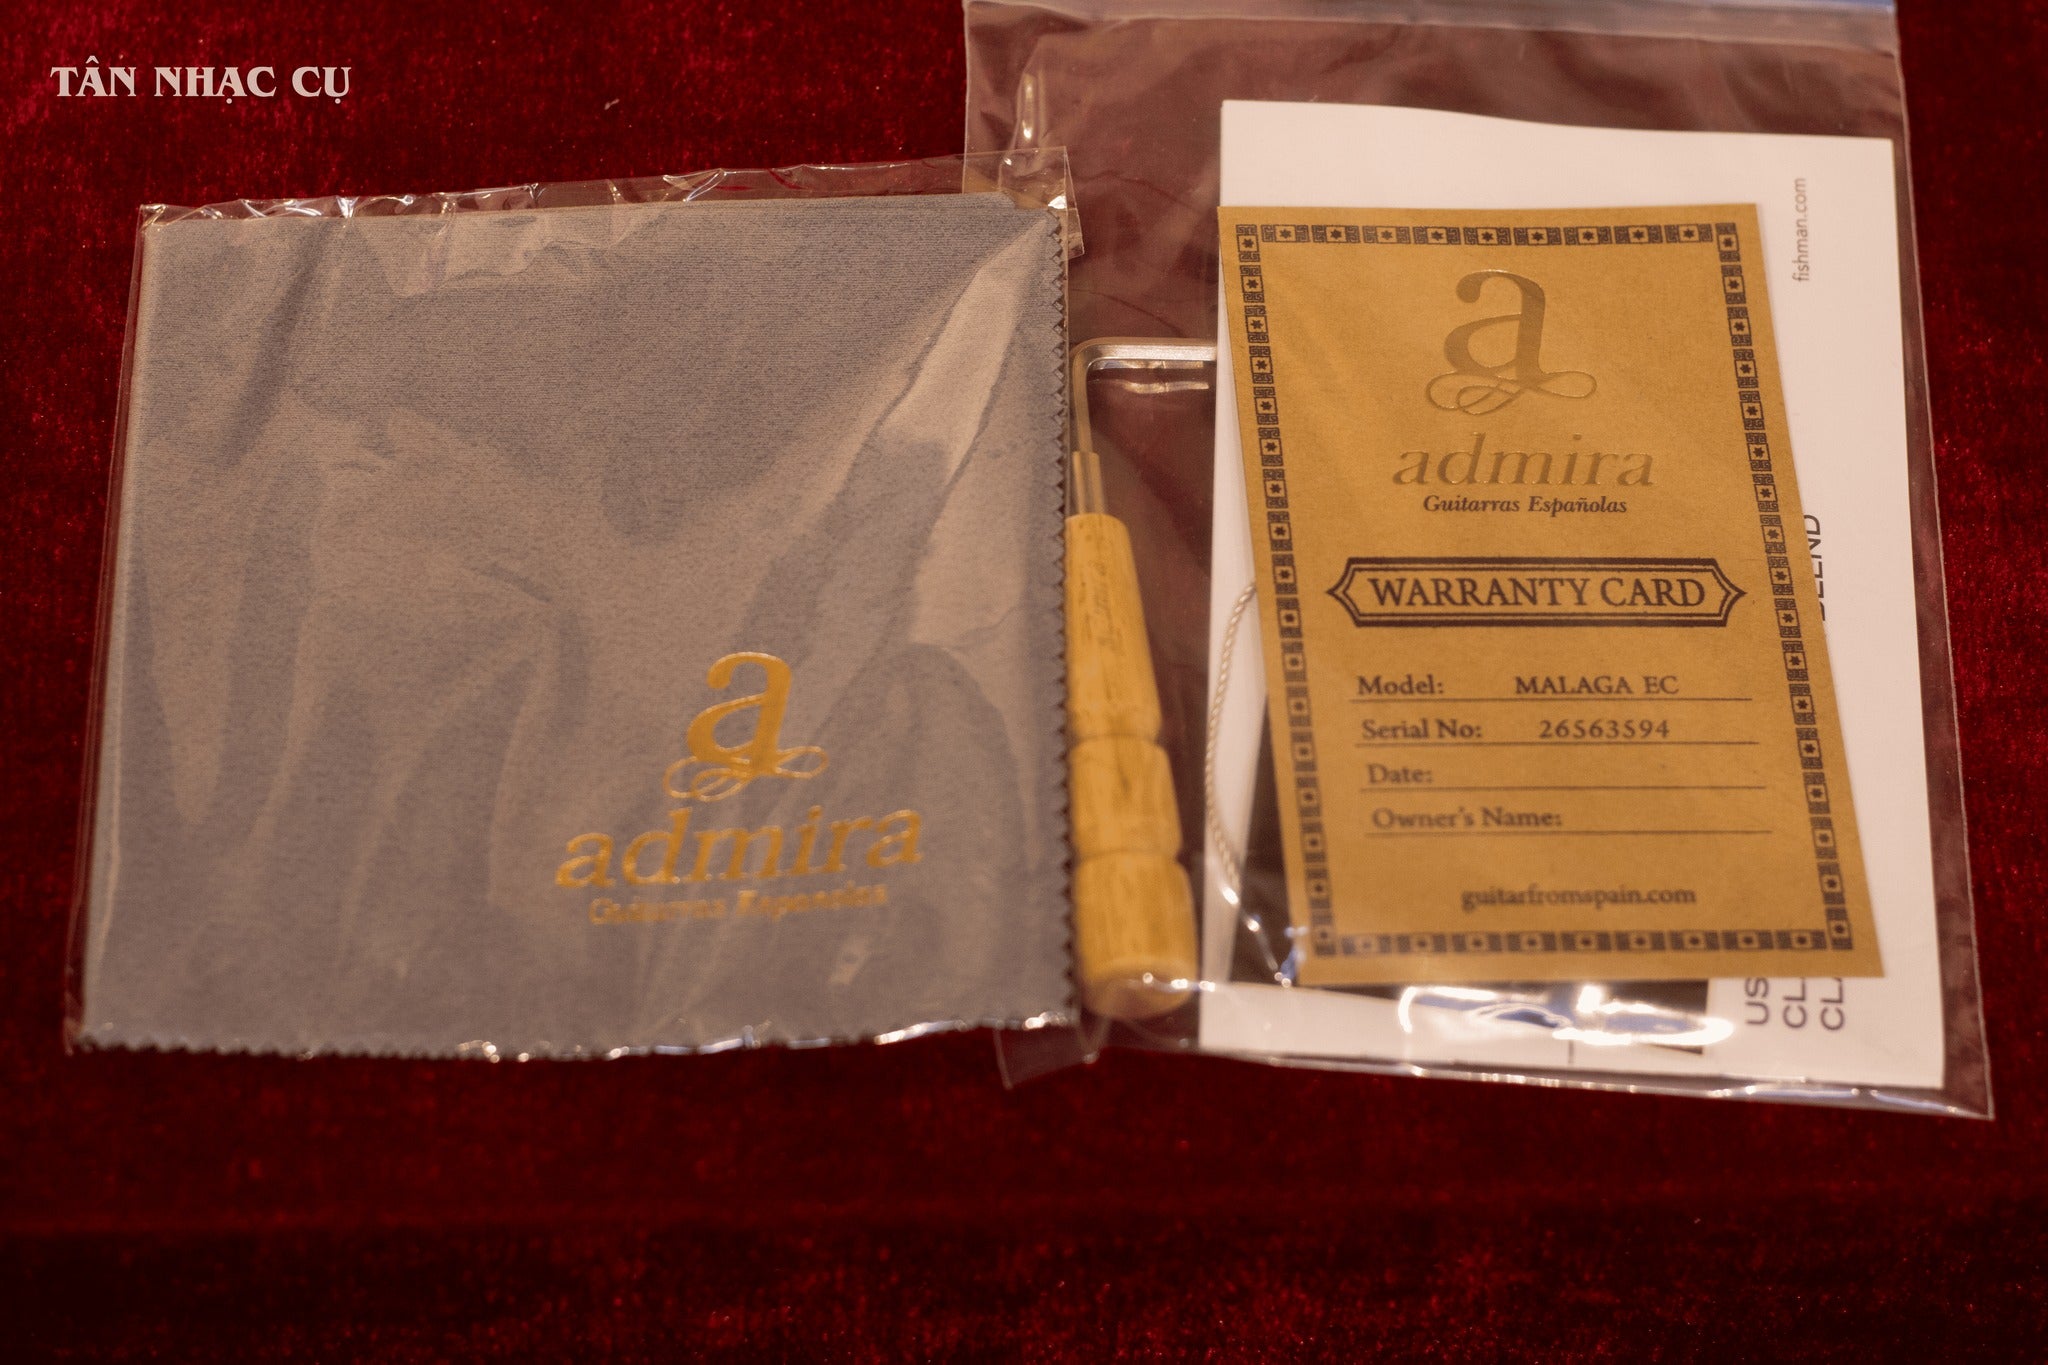 TÂN NHẠC CỤ
a
admira
Guitarras Españolas
fishman.com
a
admira
Guitarras Españolas
WARRANTY CARD
Model: MALAGA EC
Serial No: 26563594
Date:
Owner's Name:
guitarfromspain.com